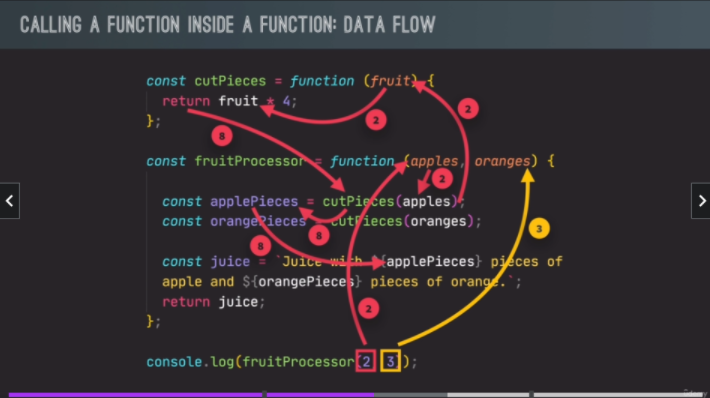 CALLING A FUNCTION INSIDE A FUNCTION: DATA FLOW
const cutPieces = function (fruit) {
return fruit * 4;
};
2
2
8
const fruitProcessor = function (apples, oranges) {
2
const applePieces = cutPieces(apples);
const orangePieces = cutPieces(oranges);
8
3
8
const juice = `Juice with ${applePieces} pieces of
apple and ${orangePieces} pieces of orange.`;
return juice;
2
};
console.log(fruitProcessor(2, 3));